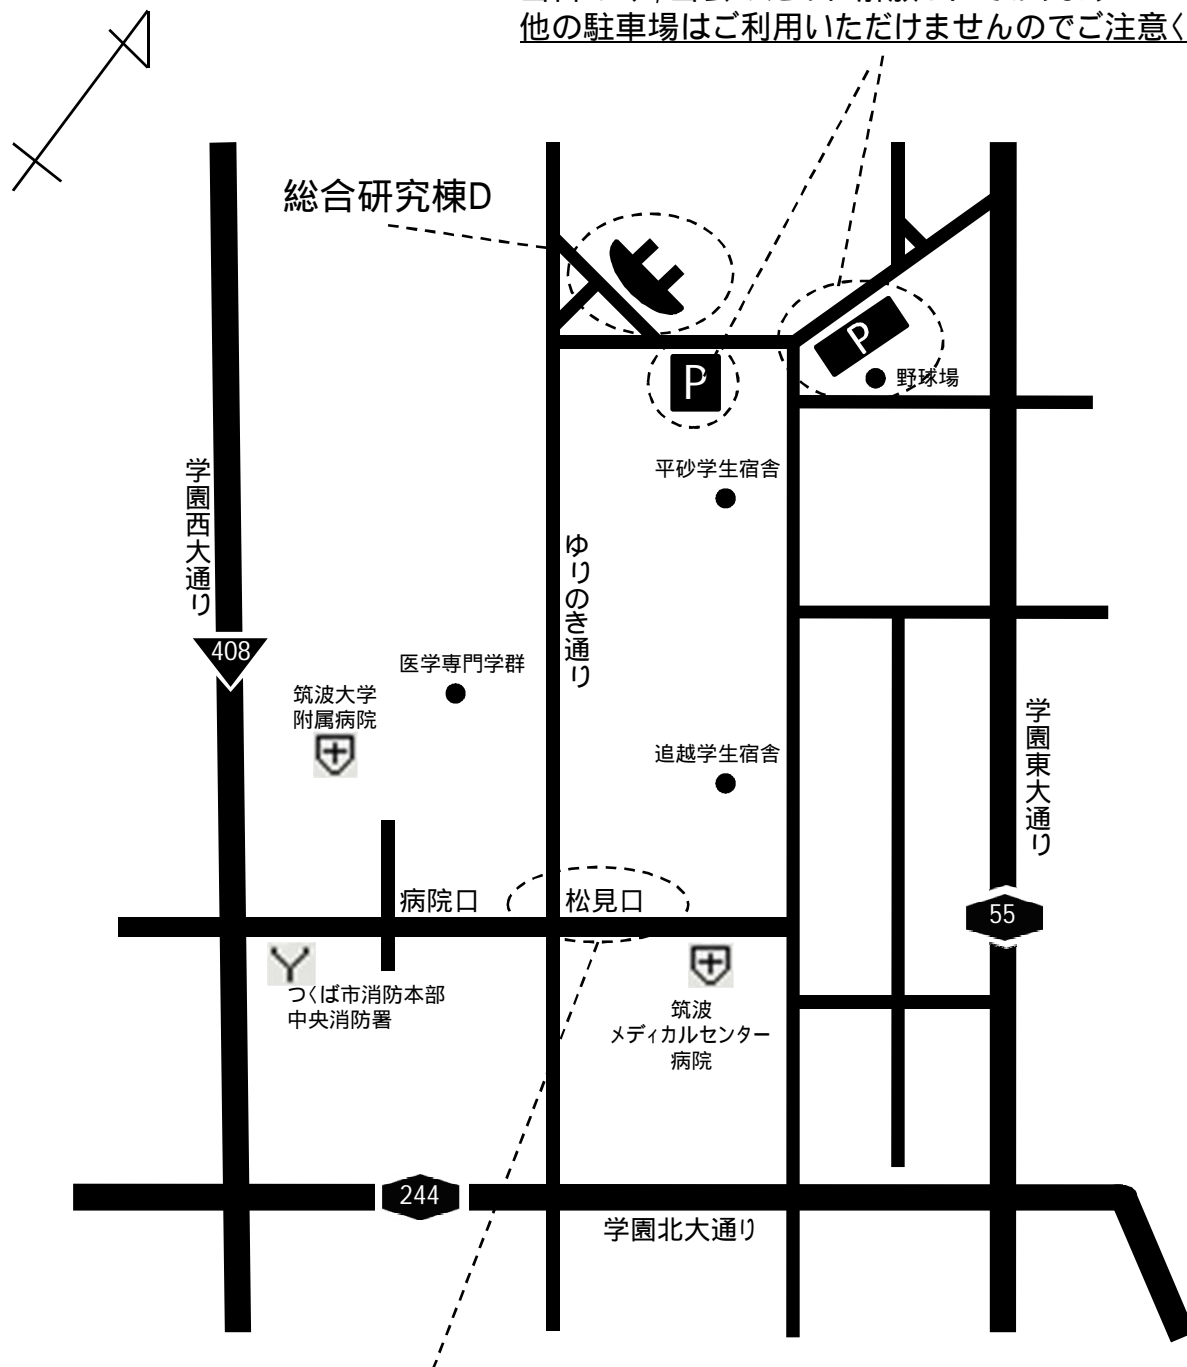 他の駐車場はご利用いただけませんのでご注意く
総合研究棟D
P
P
野球場
平砂学生宿舎
学園西大通り
ゆりのき通り
408
医学専門学群
筑波大学
附属病院
追越学生宿舎
学園東大通り
病院口
松見口
55
つくば市消防本部
中央消防署
筑波
メディカルセンター
病院
244
学園北大通り